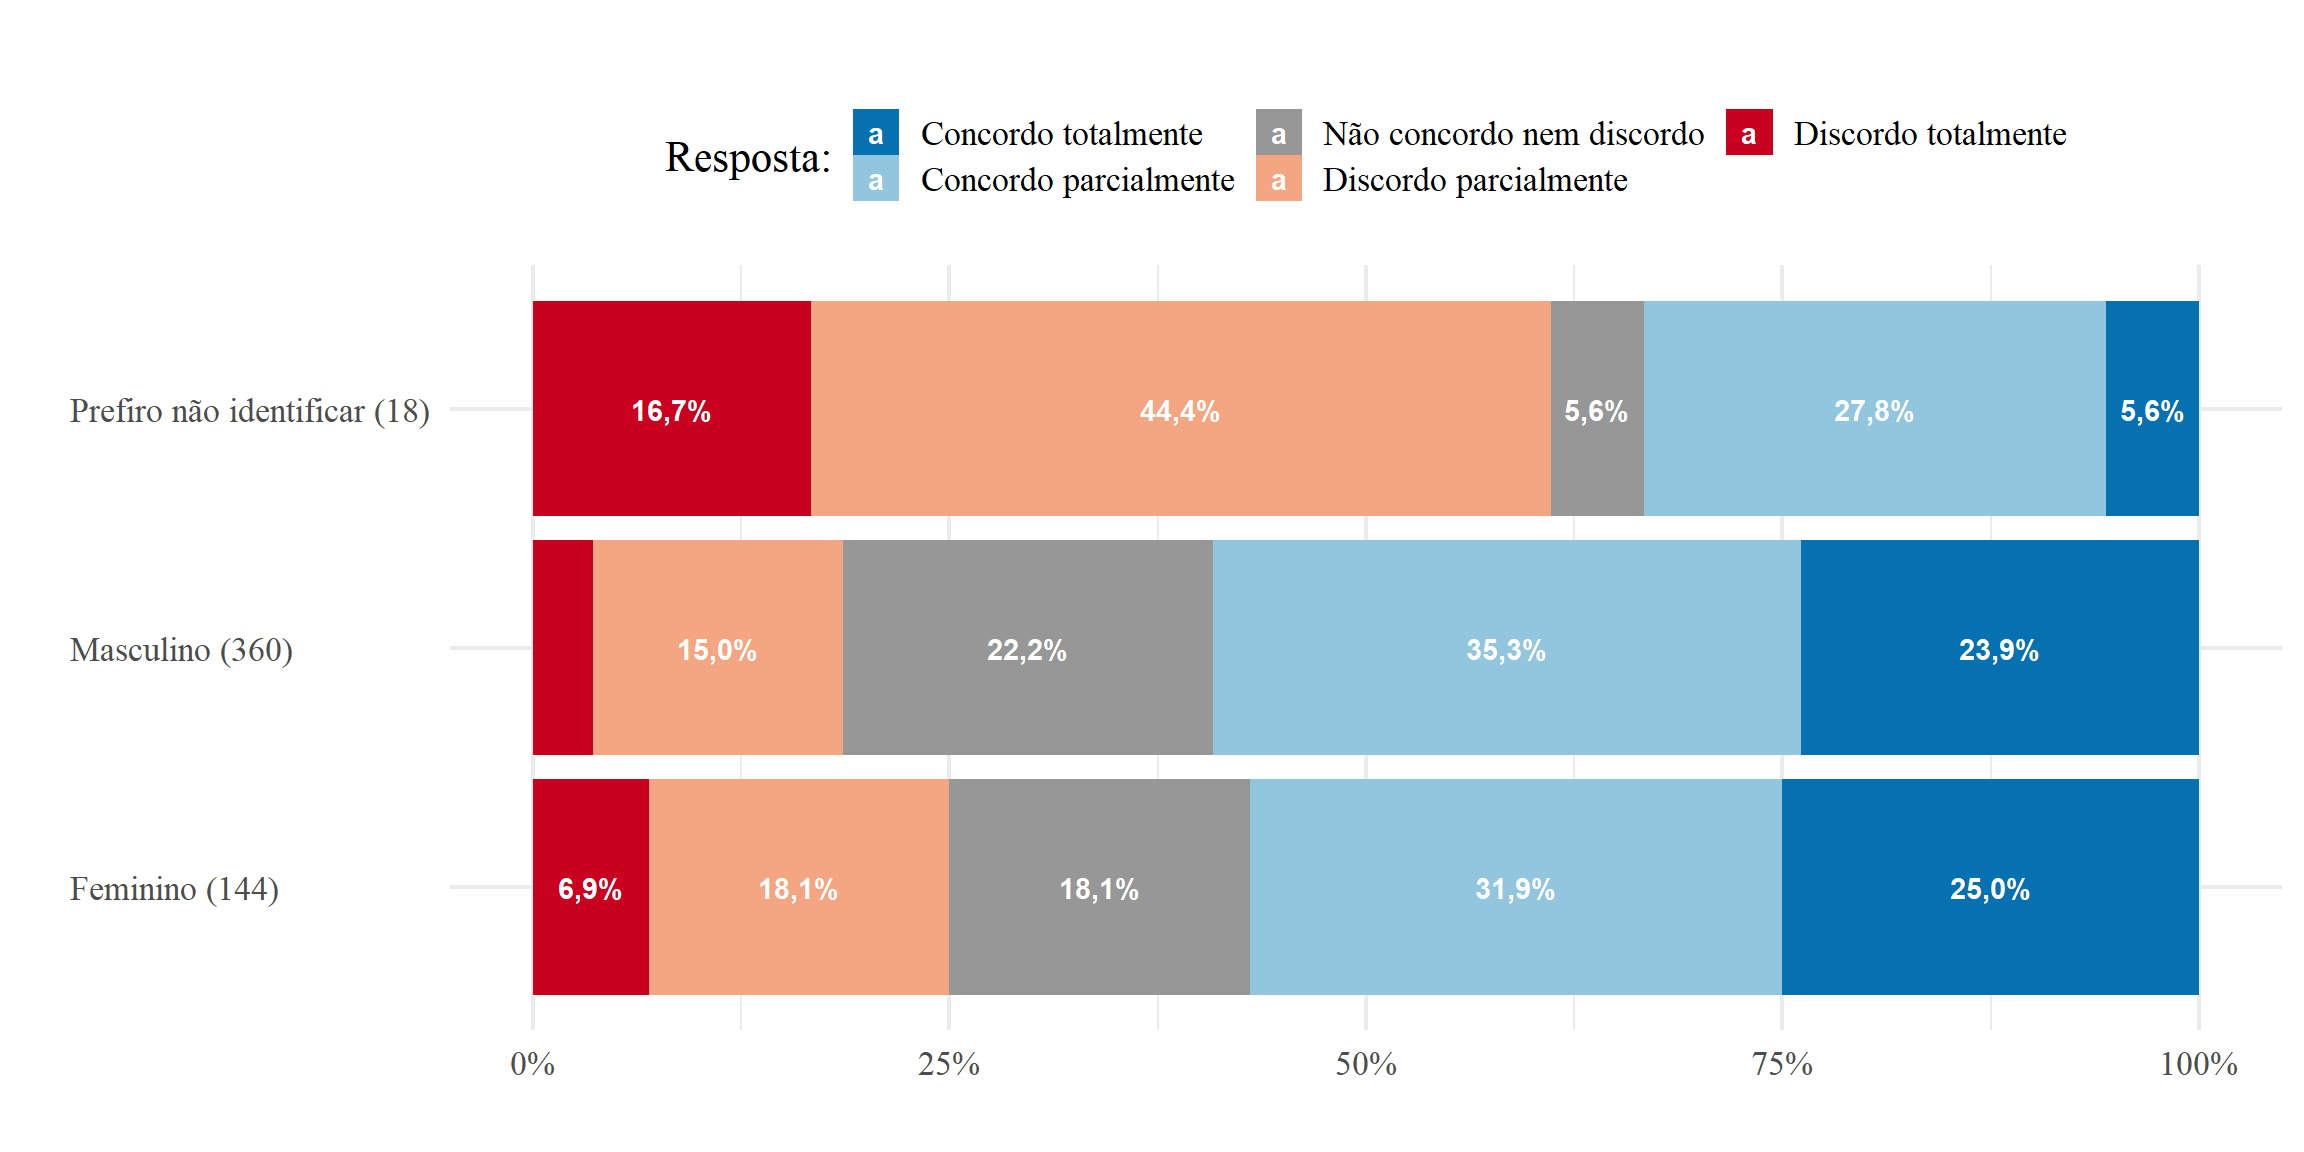 Resposta:
a Concordo totalmente a Não concordo nem discordo a Discordo totalmente
a Concordo parcialmente a Discordo parcialmente
Prefiro não identificar (18) 16,7% 44,4% 5,6% 27,8% 5,6%
Masculino (360) 15,0% 22,2% 35,3% 23,9%
Feminino (144) 6,9% 18,1% 18,1% 31,9% 25,0%
0% 25% 50% 75% 100%